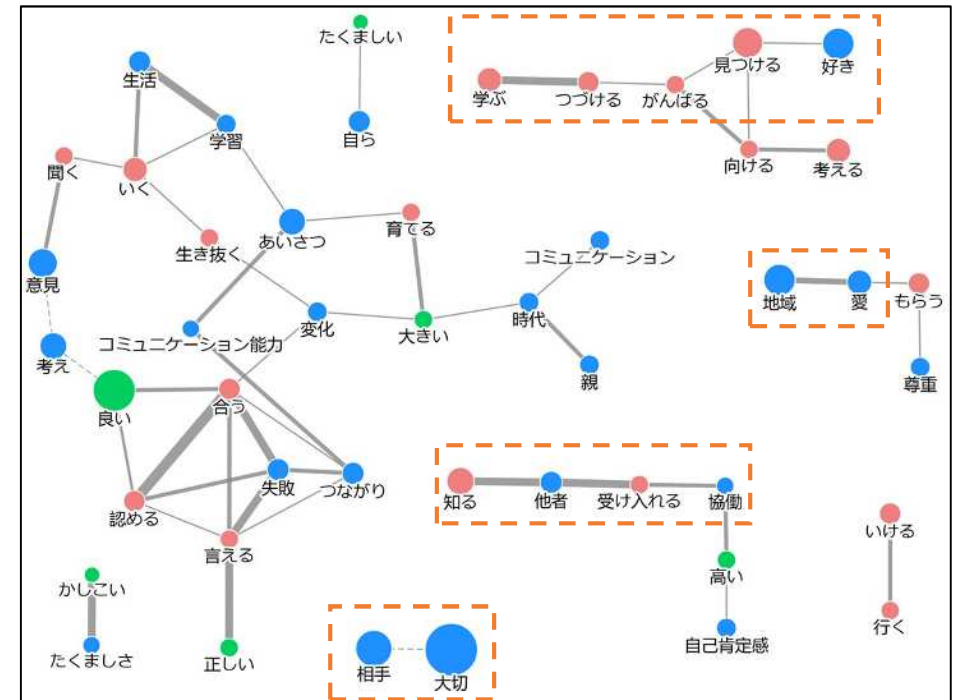 たくましい
自ら
生活
学習
聞く
いく
生き抜く
意見
考え
あいさつ
育てる
コミュニケーション
コミュニケーション能力
変化
大きい
時代
親
良い
合う
失敗
つながり
認める
言える
正しい
かしこい
たくましさ
学ぶ
つづける
がんばる
見つける
好き
向ける
考える
地域
愛
もらう
尊重
知る
他者
受け入れる
協働
高い
自己肯定感
いける
行く
相手
大切